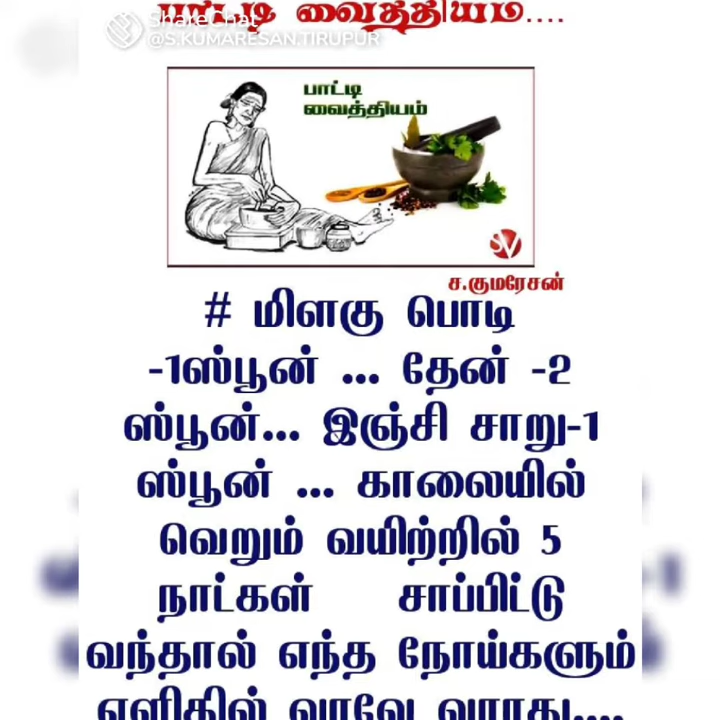 பாட்டி வைத்தியம்....
ShareChat
@S.KUMARESAN.TIRUPUR
பாட்டி
வைத்தியம்
SV
ச.குமரேசன்
# மிளகு பொடி
-1ஸ்பூன் ... தேன் -2
ஸ்பூன்... இஞ்சி சாறு-1
ஸ்பூன் ... காலையில்
வெறும் வயிற்றில் 5
நாட்கள் சாப்பிட்டு
வந்தால் எந்த நோய்களும்
எளிதில் வரவே வராது....